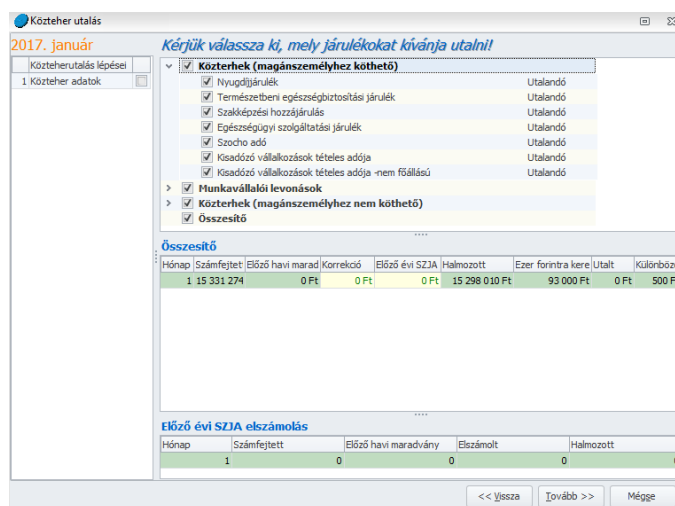 Közteher utalás
2017. január
Kérjük válassza ki, mely járulékokat kívánja utalni!
Közteherutalás lépései
1 Közteher adatok
Közterhek (magánszemélyhez köthető)
Nyugdíjjárulék Utalandó
Természetbeni egészségbiztosítási járulék Utalandó
Szakképzési hozzájárulás Utalandó
Egészségügyi szolgáltatási járulék Utalandó
Szocho adó Utalandó
Kisadózó vállalkozások tételes adója Utalandó
Kisadózó vállalkozások tételes adója -nem főállású Utalandó
Munkavállalói levonások
Közterhek (magánszemélyhez nem köthető)
Összesítő
Összesítő
Hónap Számfejtet Előző havi marad Korrekció Előző évi SZJA Halmozott Ezer forintra kere Utalt Különböze
1 15 331 274 0 Ft 0 Ft 0 Ft 15 298 010 Ft 93 000 Ft 0 Ft 500 F
Előző évi SZJA elszámolás
Hónap Számfejtett Előző havi maradvány Elszámolt Halmozott
1 0 0 0
<< Vissza Tovább >> Mégse